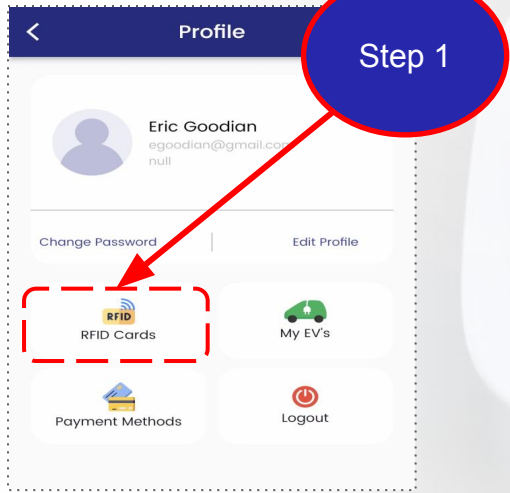 Profile
Step 1
Eric Goodian
egoodian@gmail.com
null
Change Password
Edit Profile
RFID
RFID Cards
My EV's
Payment Methods
Logout